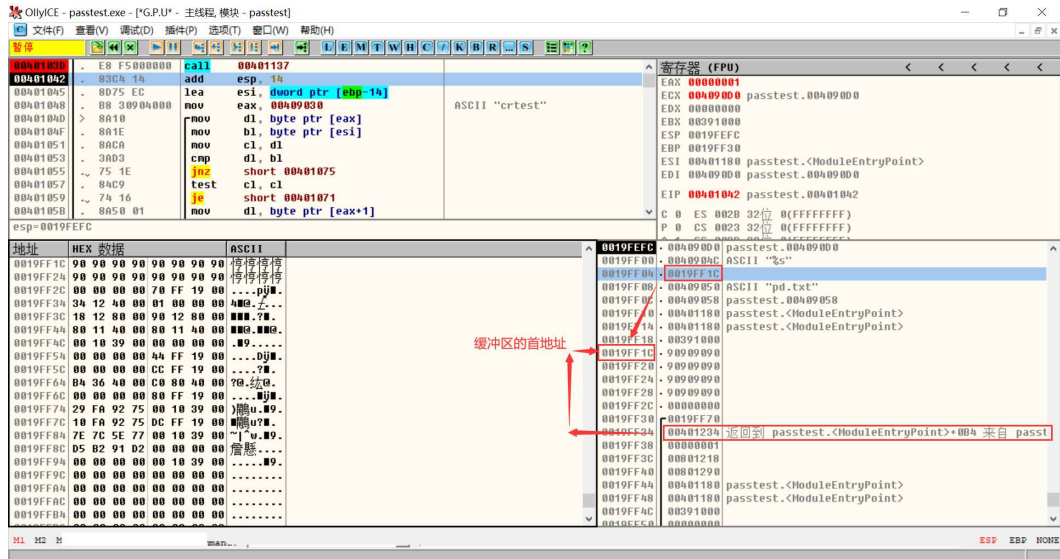 OllyICE - passtest.exe - [*G.P.U* - 主线程, 模块 - passtest]
文件(F) 查看(V) 调试(D) 插件(P) 选项(T) 窗口(W) 帮助(H)
暂停 L E M T W H C / K B R ... S
0040103D . E8 F5000000 call 00401137
00401042 . 83C4 14 add esp, 14
00401045 . 8D75 EC lea esi, dword ptr [ebp-14]
00401048 . B8 30904000 mov eax, 00409030 ASCII "crtest"
0040104D > 8A10 mov dl, byte ptr [eax]
0040104F . 8A1E mov bl, byte ptr [esi]
00401051 . 8ACA mov cl, dl
00401053 . 3AD3 cmp dl, bl
00401055 . 75 1E jnz short 00401075
00401057 . 84C9 test cl, cl
00401059 . 74 16 je short 00401071
0040105B . 8A50 01 mov dl, byte ptr [eax+1]
esp=0019FEFC
寄存器 (FPU) < < < < <
EAX 00000001
ECX 004090D0 passtest.004090D0
EDX 00000000
EBX 00391000
ESP 0019FEFC
EBP 0019FF30
ESI 00401180 passtest.<ModuleEntryPoint>
EDI 004090D0 passtest.004090D0
EIP 00401042 passtest.00401042
C 0 ES 002B 32位 0(FFFFFFFF)
P 0 CS 0023 32位 0(FFFFFFFF)
地址 HEX 数据 ASCII
0019FF1C 90 90 90 90 90 90 90 90
0019FF24 90 90 90 90 90 90 90 90
0019FF2C 00 00 00 00 70 FF 19 00
0019FF34 34 12 40 00 01 00 00 00
0019FF3C 18 12 80 00 90 12 80 00
0019FF44 80 11 40 00 80 11 40 00
0019FF4C 00 10 39 00 00 00 00 00
0019FF54 00 00 00 00 44 FF 19 00
0019FF5C 00 00 00 00 CC FF 19 00
0019FF64 B4 36 40 00 C0 80 40 00
0019FF6C 00 00 00 00 80 FF 19 00
0019FF74 29 FA 92 75 00 10 39 00
0019FF7C 10 FA 92 75 DC FF 19 00
0019FF84 7E 7C 5E 77 00 10 39 00
0019FF8C D5 B2 91 D2 00 00 00 00
0019FF94 00 00 00 00 00 10 39 00
0019FF9C 00 00 00 00 00 00 00 00
0019FFA4 00 00 00 00 00 00 00 00
0019FFAC 00 00 00 00 00 00 00 00
0019FFB4 00 00 00 00 00 00 00 00
缓冲区的首地址
0019FEFC 004090D0 passtest.004090D0
0019FF00 0040904C ASCII "%s"
0019FF04 0019FF1C
0019FF08 00409050 ASCII "pd.txt"
0019FF0C 00409058 passtest.00409058
0019FF10 00401180 passtest.<ModuleEntryPoint>
0019FF14 00401180 passtest.<ModuleEntryPoint>
0019FF18 00391000
0019FF1C 90909090
0019FF20 90909090
0019FF24 90909090
0019FF28 90909090
0019FF2C 00000000
0019FF30 0019FF70
0019FF34 00401234 返回到 passtest.<ModuleEntryPoint>+0B4 来自 passt
0019FF38 00000001
0019FF3C 00801218
0019FF40 00801290
0019FF44 00401180 passtest.<ModuleEntryPoint>
0019FF48 00401180 passtest.<ModuleEntryPoint>
0019FF4C 00391000
0019FF50 00000000
M1 M2 M
ESP EBP NONE